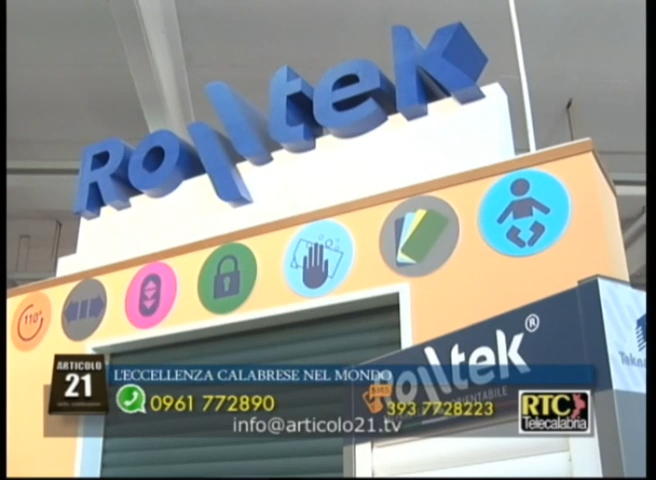 Rolltek
110°
Rolltek®
ORIENTABILE
ARTICOLO
21
L'ECCELLENZA CALABRESE NEL MONDO
0961 772890
SMS
393 7728223
info@articolo21.tv
RTC
Telecalabria